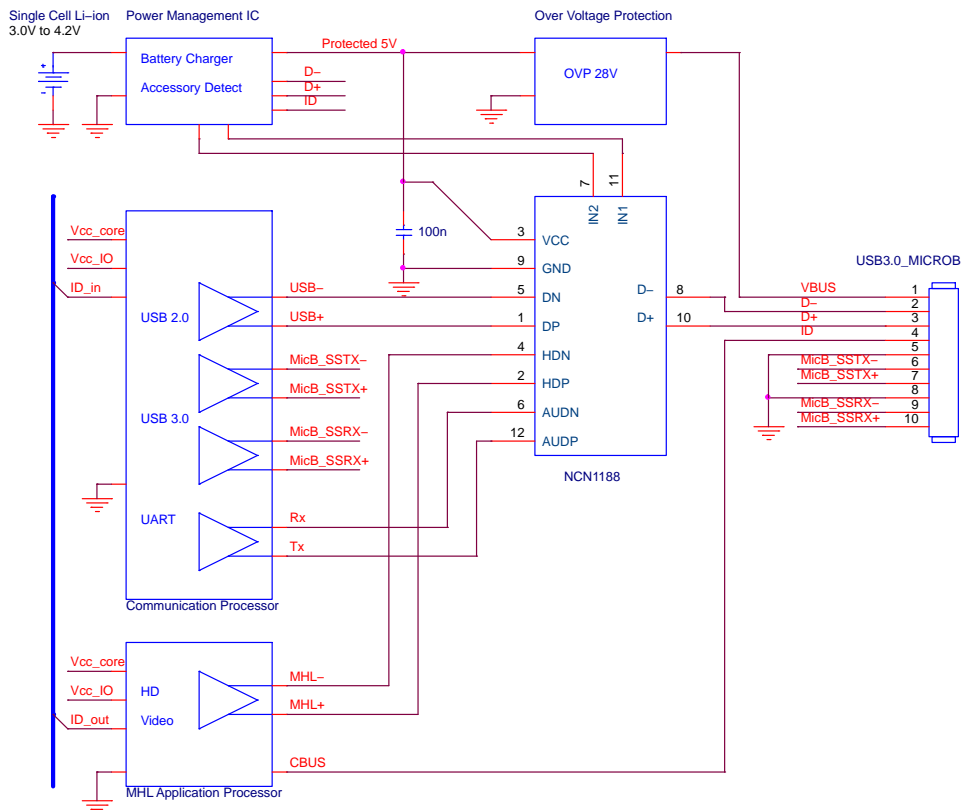 Single Cell Li–ion
3.0V to 4.2V
Power Management IC
Over Voltage Protection
Battery Charger
Accessory Detect
Protected 5V
D–
D+
ID
OVP 28V
+
-
7
11
IN2
IN1
100n
3
VCC
9
GND
5
DN
1
DP
4
HDN
2
HDP
6
AUDN
12
AUDP
D–
8
D+
10
NCN1188
USB3.0_MICROB
VBUS
1
D–
2
D+
3
ID
4
5
MicB_SSTX–
6
MicB_SSTX+
7
8
MicB_SSRX–
9
MicB_SSRX+
10
Vcc_core
Vcc_IO
ID_in
USB 2.0
USB–
USB+
MicB_SSTX–
MicB_SSTX+
USB 3.0
MicB_SSRX–
MicB_SSRX+
UART
Rx
Tx
Communication Processor
Vcc_core
Vcc_IO
ID_out
HD
Video
MHL–
MHL+
CBUS
MHL Application Processor